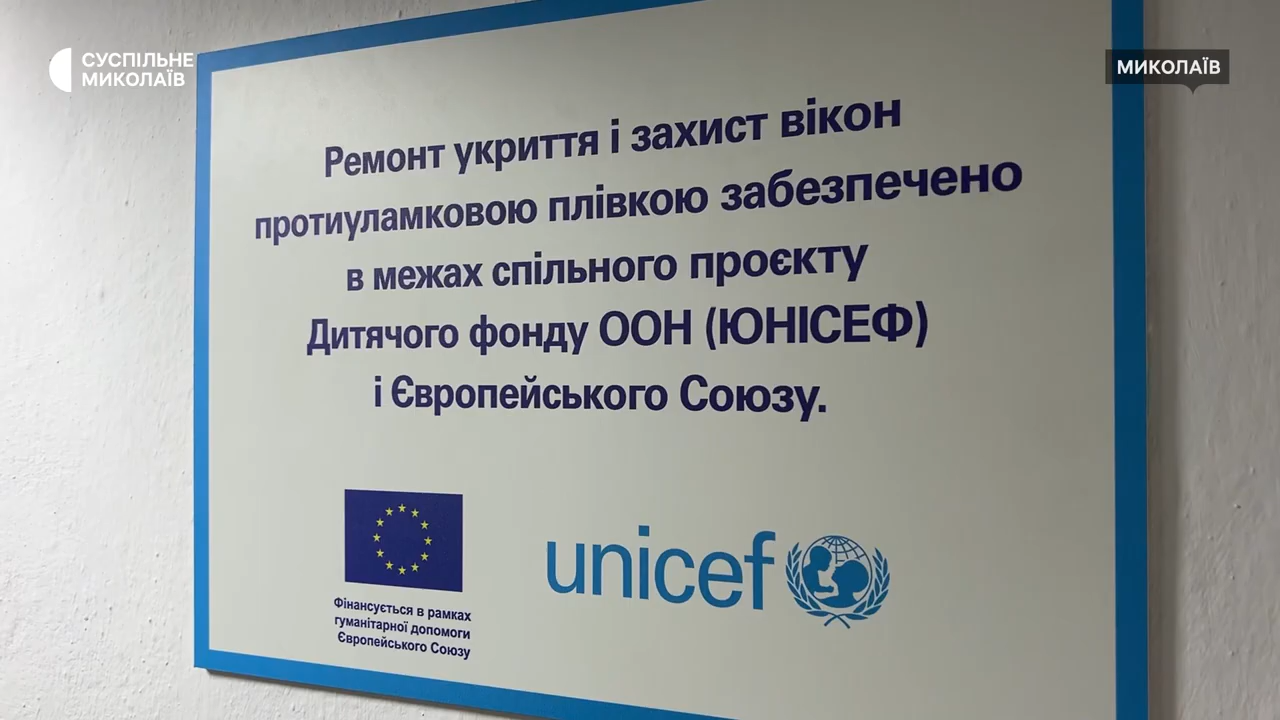 СУСПІЛЬНЕ
МИКОЛАЇВ
МИКОЛАЇВ
Ремонт укриття і захист вікон
протиуламковою плівкою забезпечено
в межах спільного проєкту
Дитячого фонду ООН (ЮНІСЕФ)
і Європейського Союзу.
unicef
Фінансується в рамках
гуманітарної допомоги
Європейського Союзу